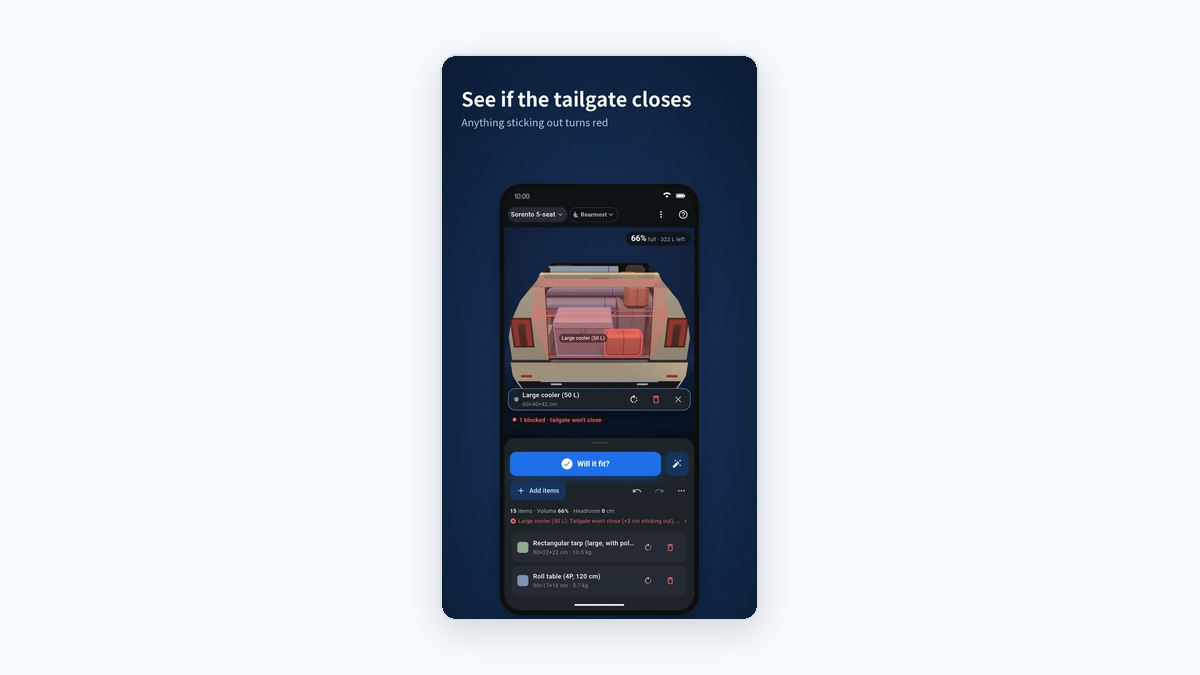 See if the tailgate closes
Anything sticking out turns red
10:00
Sorento 5-seat
Rearmost
66% full · 322 L left
Large cooler (50 L)
Large cooler (50 L)
60×40×42 cm
1 blocked · tailgate won't close
Will it fit?
Add items
15 items · Volume 66% · Headroom 0 cm
Large cooler (50 L): Tailgate won't close (+3 cm sticking out),...
Rectangular tarp (large, with pol...
80×22×22 cm · 10.5 kg
Roll table (4P, 120 cm)
90×17×16 cm · 5.7 kg